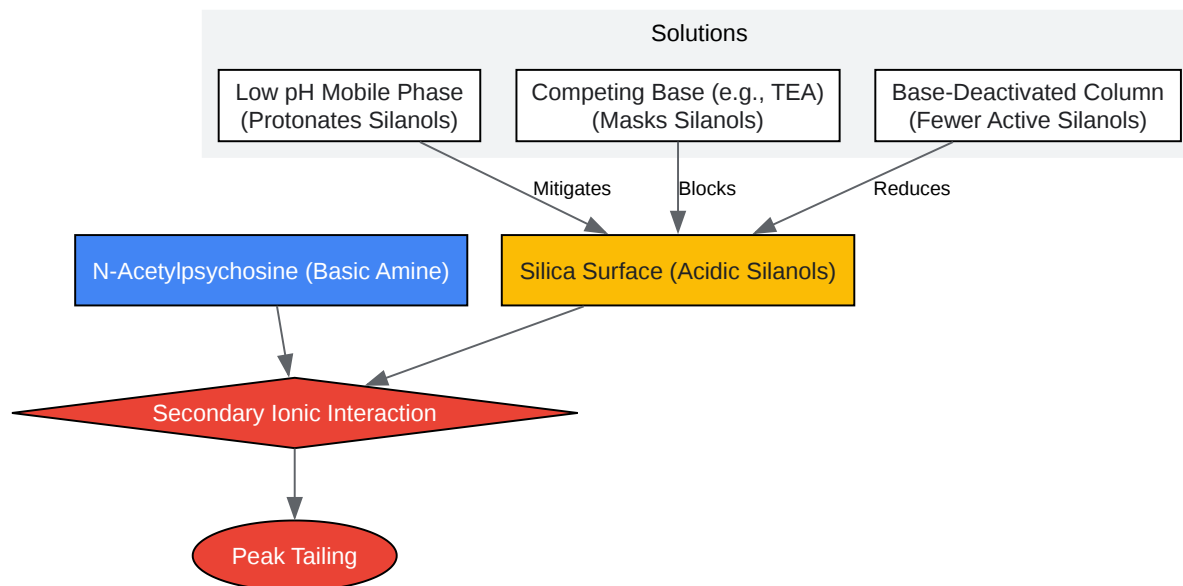 Solutions
Low pH Mobile Phase
(Protonates Silanols)
Competing Base (e.g., TEA)
(Masks Silanols)
Base-Deactivated Column
(Fewer Active Silanols)
Mitigates
Blocks
Reduces
N-Acetylpsychosine (Basic Amine)
Silica Surface (Acidic Silanols)
Secondary Ionic Interaction
Peak Tailing